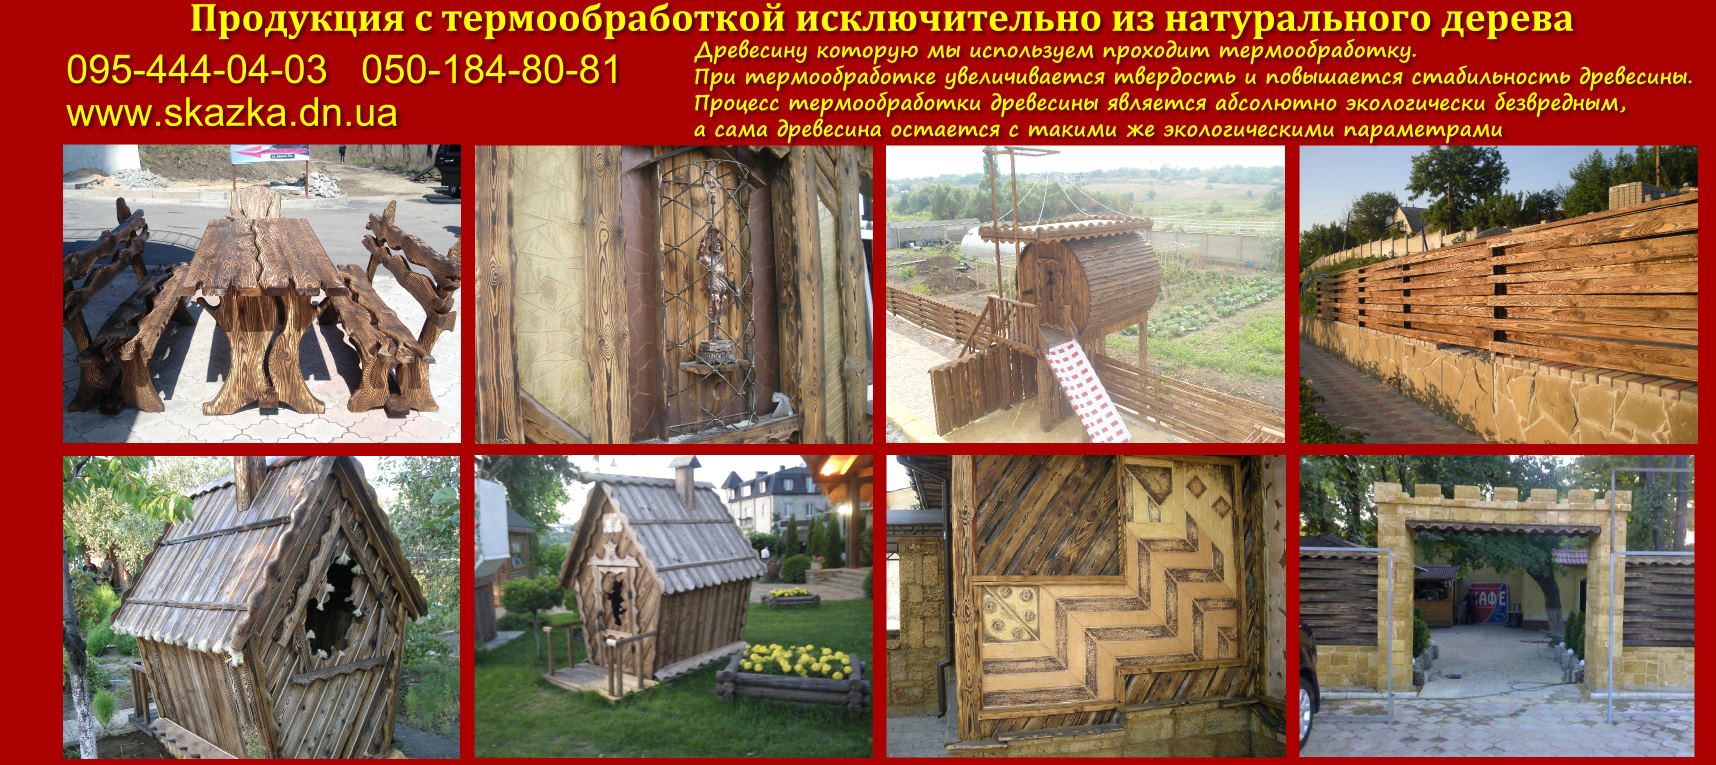 Продукция с термообработкой исключительно из натурального дерева
095-444-04-03 050-184-80-81
www.skazka.dn.ua
Древесину которую мы используем проходит термообработку.
При термообработке увеличивается твердость и повышается стабильность древесины.
Процесс термообработки древесины является абсолютно экологически безвредным,
а сама древесина остается с такими же экологическими параметрами
КАФЕ